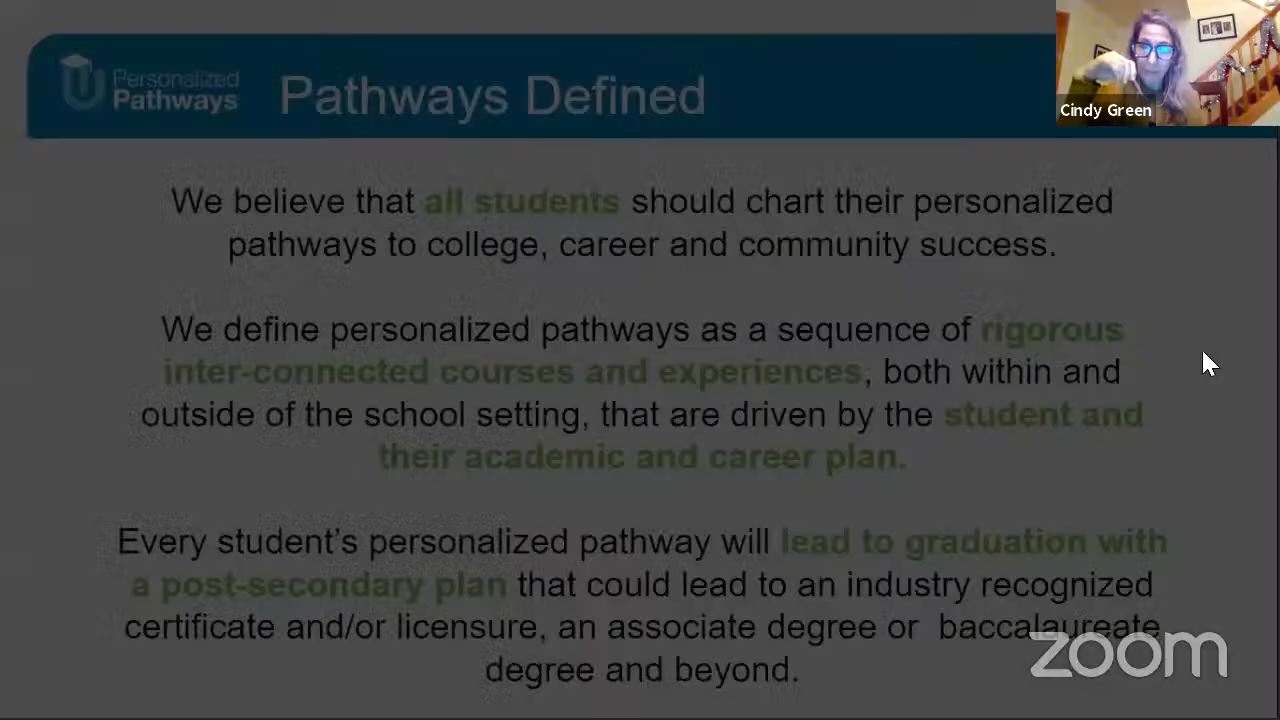 Personalized
Pathways
Pathways Defined
Cindy Green
We believe that all students should chart their personalized
pathways to college, career and community success.
We define personalized pathways as a sequence of rigorous
inter-connected courses and experiences, both within and
outside of the school setting, that are driven by the student and
their academic and career plan.
Every student’s personalized pathway will lead to graduation with
a post-secondary plan that could lead to an industry recognized
certificate and/or licensure, an associate degree or baccalaureate
degree and beyond.
zoom